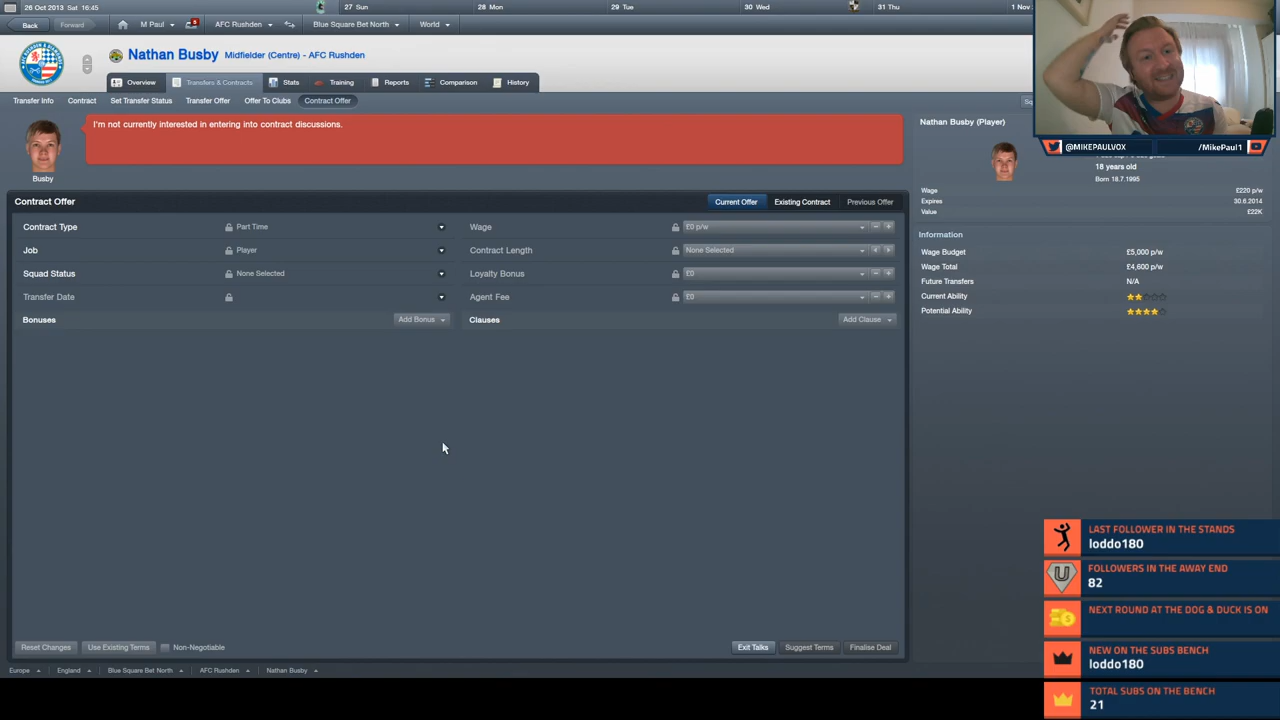 26 Oct 2013 Sat 16:45
27 Sun
28 Mon
29 Tue
30 Wed
31 Thu
1 Nov
Back
Forward
M Paul
AFC Rushden
Blue Square Bet North
World
Nathan Busby
Midfielder (Centre) - AFC Rushden
Overview
Transfers & Contracts
Stats
Training
Reports
Comparison
History
Transfer Info
Contract
Set Transfer Status
Transfer Offer
Offer To Clubs
Contract Offer
I'm not currently interested in entering into contract discussions.
Busby
@MIKEPAULVOX
/MikePaul1
Nathan Busby (Player)
18 years old
Born 18.7.1995
Wage £220 p/w
Expires 30.6.2014
Value £22K
Contract Offer
Current Offer
Existing Contract
Previous Offer
Contract Type Part Time
Wage £0 p/w
Job Player
Contract Length None Selected
Squad Status None Selected
Loyalty Bonus £0
Transfer Date
Agent Fee £0
Bonuses Add Bonus
Clauses Add Clause
Information
Wage Budget £5,000 p/w
Wage Total £4,600 p/w
Future Transfers N/A
Current Ability
Potential Ability
LAST FOLLOWER IN THE STANDS
loddo180
FOLLOWERS IN THE AWAY END
82
NEXT ROUND AT THE DOG & DUCK IS ON
NEW ON THE SUBS BENCH
loddo180
TOTAL SUBS ON THE BENCH
21
Reset Changes
Use Existing Terms
Non-Negotiable
Exit Talks
Suggest Terms
Finalise Deal
Europe
England
Blue Square Bet North
AFC Rushden
Nathan Busby